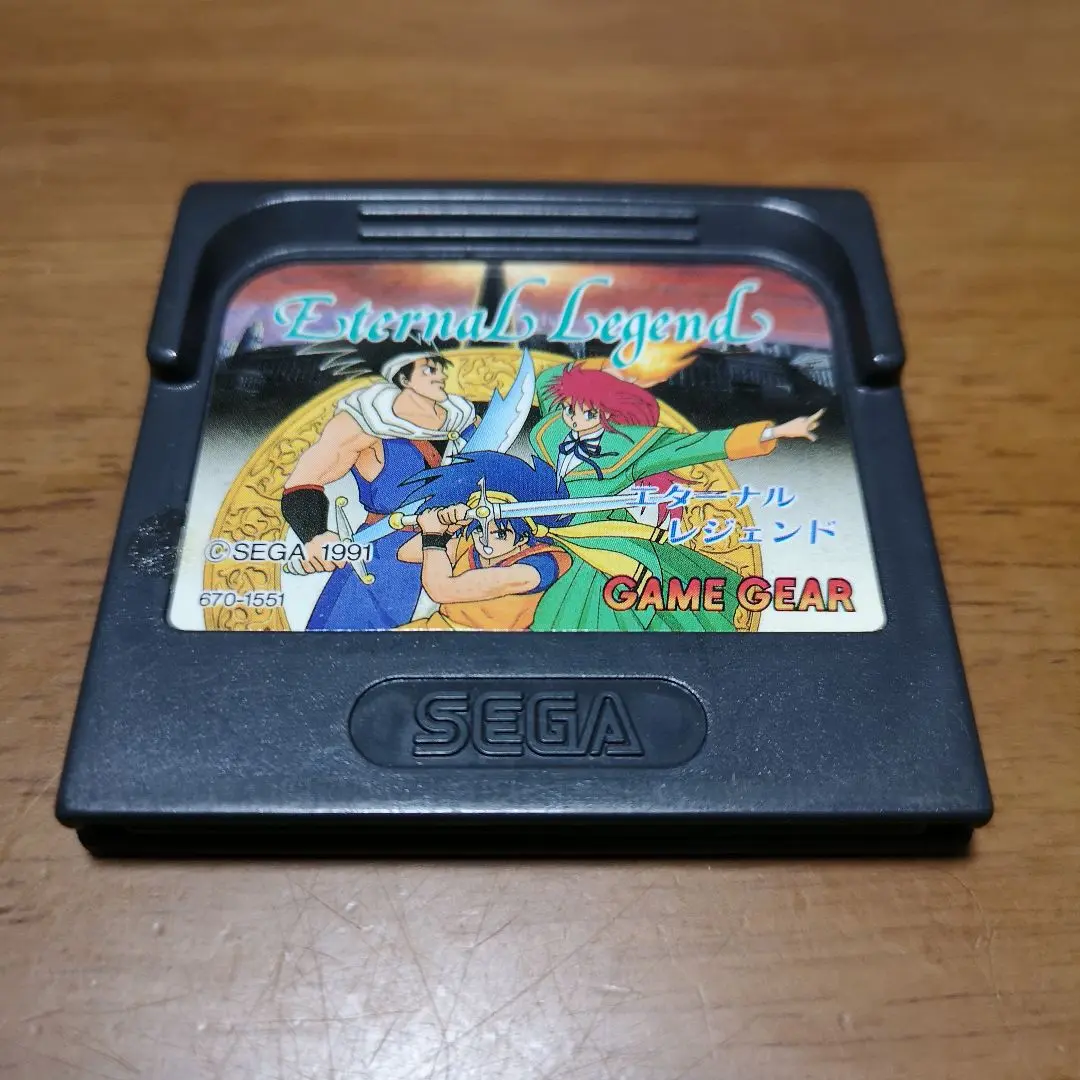 Eternal Legend
エターナル
レジェンド
©SEGA 1991
670-1551
GAME GEAR
SEGA